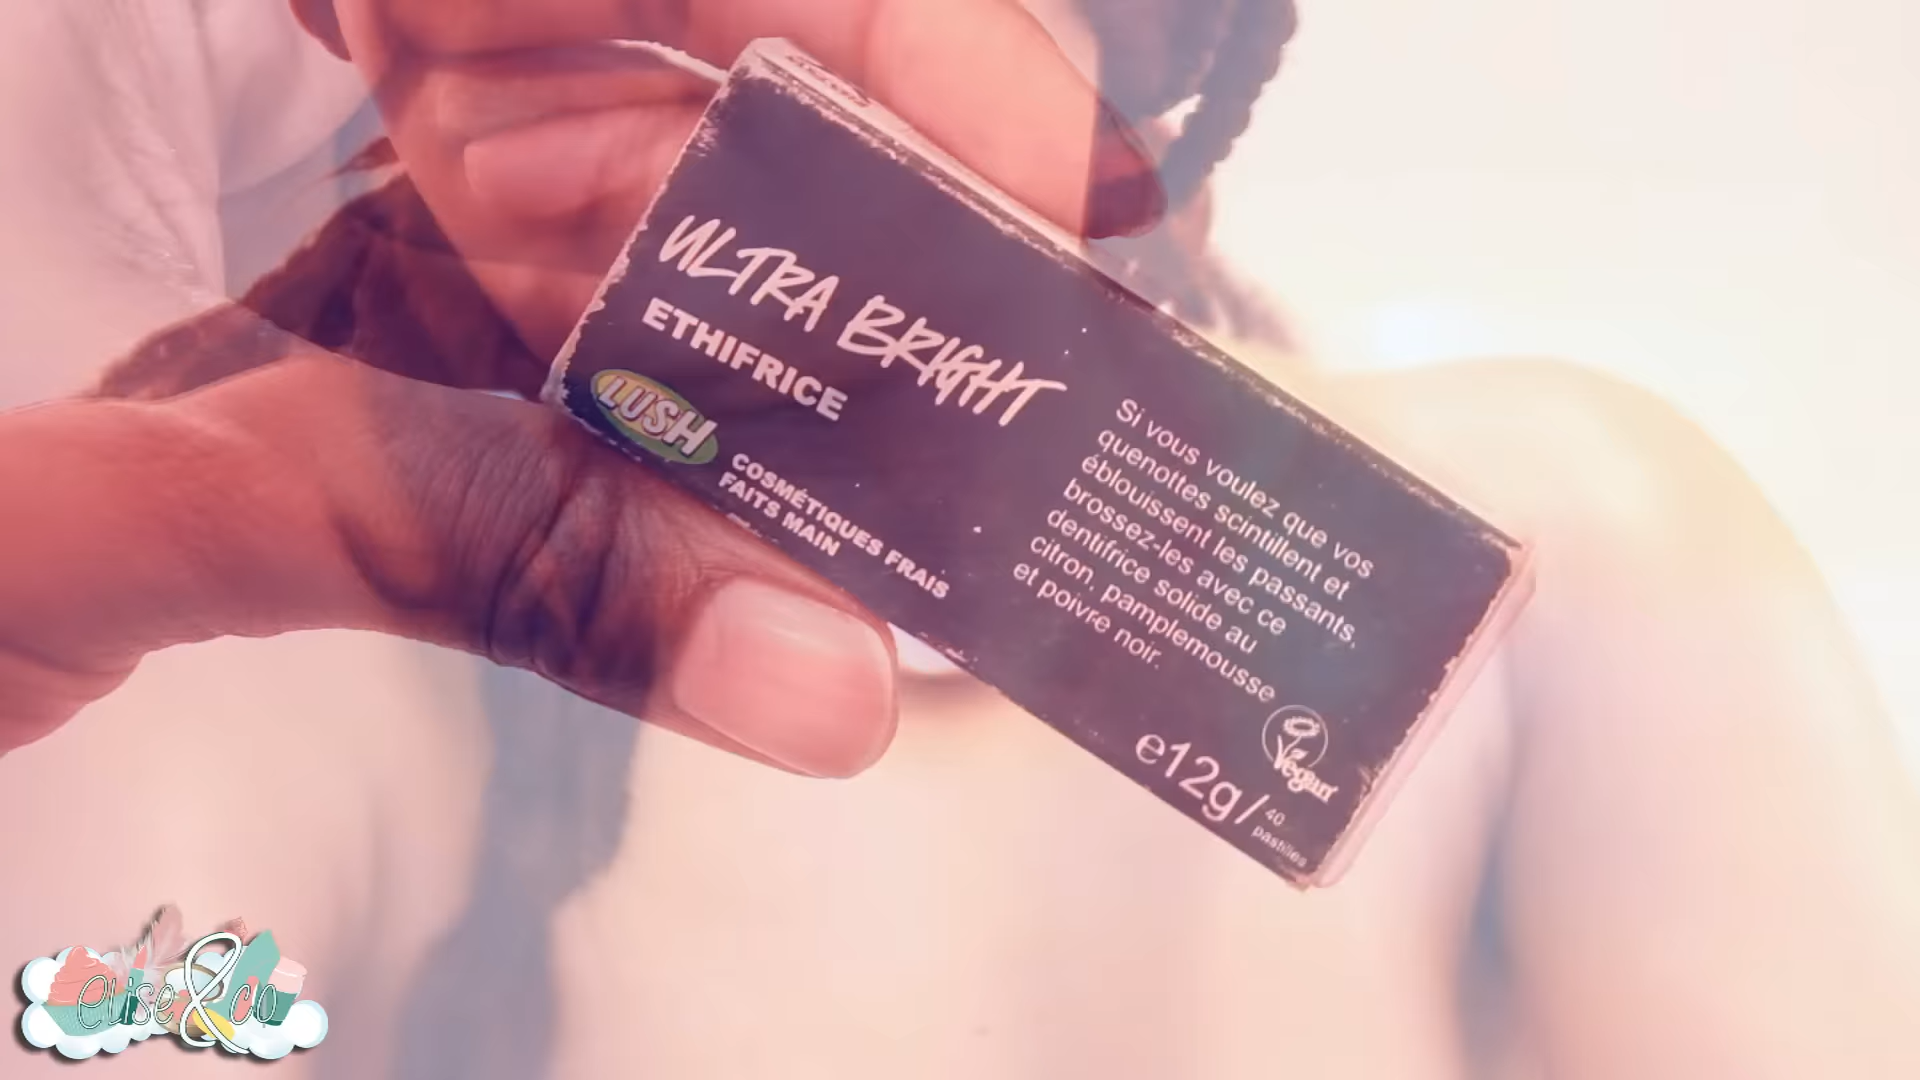 ULTRA BRIGHT
ETHIFRICE
LUSH
COSMÉTIQUES FRAIS
FAITS MAIN
Si vous voulez que vos
quenottes scintillent et
éblouissent les passants,
brossez-les avec ce
dentifrice solide au
citron, pamplemousse
et poivre noir.
Vegan
e12g/40
pastilles
elise&co